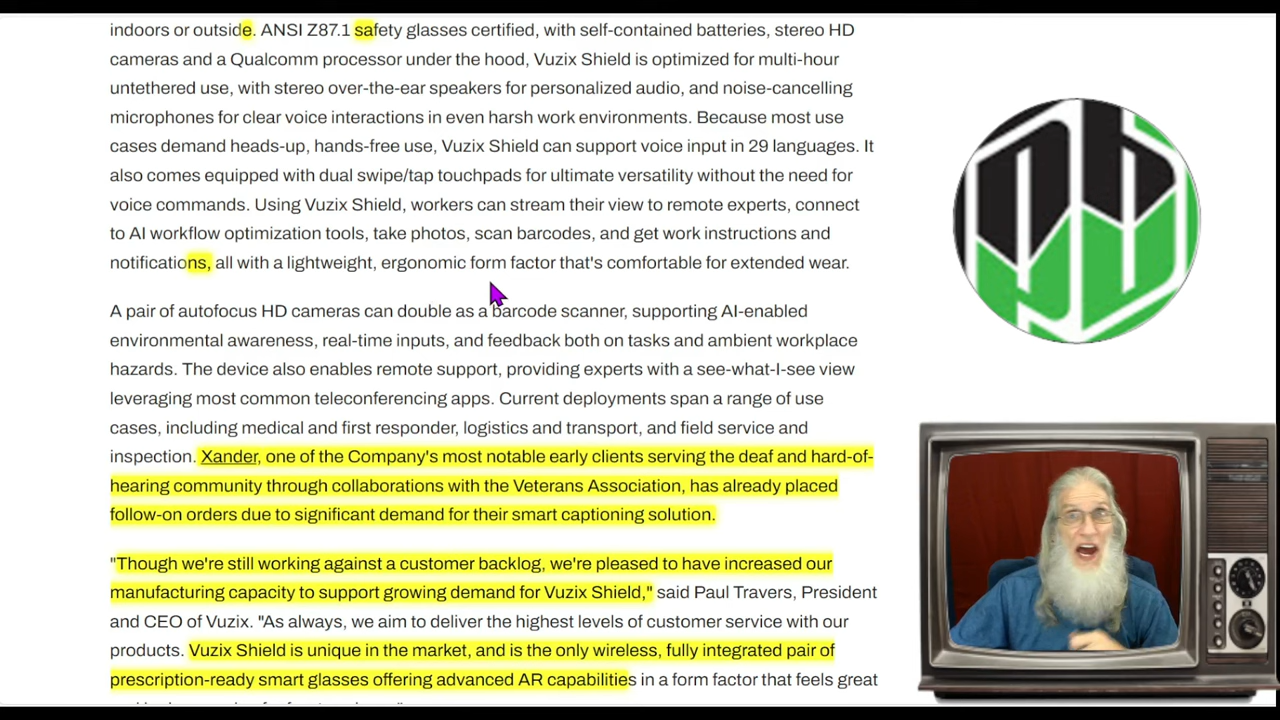 indoors or outside. ANSI Z87.1 safety glasses certified, with self-contained batteries, stereo HD
cameras and a Qualcomm processor under the hood, Vuzix Shield is optimized for multi-hour
untethered use, with stereo over-the-ear speakers for personalized audio, and noise-cancelling
microphones for clear voice interactions in even harsh work environments. Because most use
cases demand heads-up, hands-free use, Vuzix Shield can support voice input in 29 languages. It
also comes equipped with dual swipe/tap touchpads for ultimate versatility without the need for
voice commands. Using Vuzix Shield, workers can stream their view to remote experts, connect
to AI workflow optimization tools, take photos, scan barcodes, and get work instructions and
notifications, all with a lightweight, ergonomic form factor that's comfortable for extended wear.
A pair of autofocus HD cameras can double as a barcode scanner, supporting AI-enabled
environmental awareness, real-time inputs, and feedback both on tasks and ambient workplace
hazards. The device also enables remote support, providing experts with a see-what-I-see view
leveraging most common teleconferencing apps. Current deployments span a range of use
cases, including medical and first responder, logistics and transport, and field service and
inspection. Xander, one of the Company's most notable early clients serving the deaf and hard-of-
hearing community through collaborations with the Veterans Association, has already placed
follow-on orders due to significant demand for their smart captioning solution.
"Though we're still working against a customer backlog, we're pleased to have increased our
manufacturing capacity to support growing demand for Vuzix Shield," said Paul Travers, President
and CEO of Vuzix. "As always, we aim to deliver the highest levels of customer service with our
products. Vuzix Shield is unique in the market, and is the only wireless, fully integrated pair of
prescription-ready smart glasses offering advanced AR capabilities in a form factor that feels great